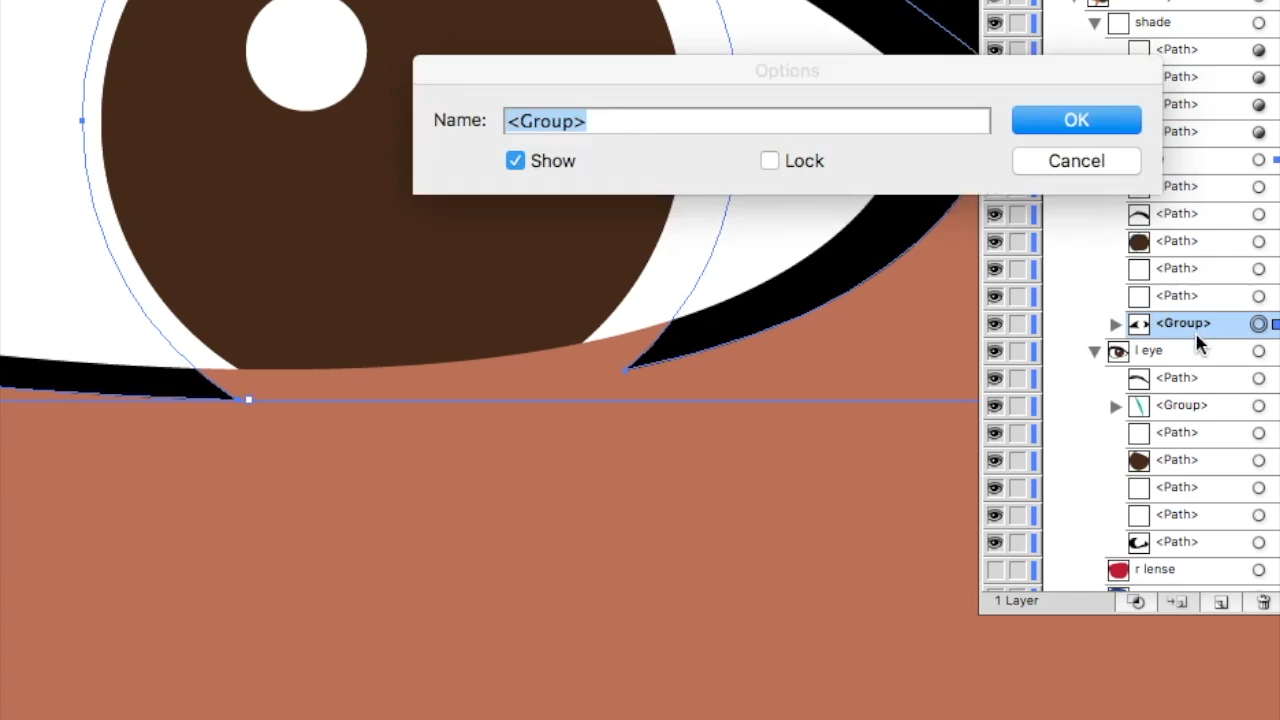 shade
<Path>
Options
Path>
Name: <Group> OK
Path>
Path>
Show Lock Cancel
Path>
<Path>
<Path>
<Path>
<Path>
<Group>
l eye
<Path>
<Group>
<Path>
<Path>
<Path>
<Path>
<Path>
r lense
1 Layer